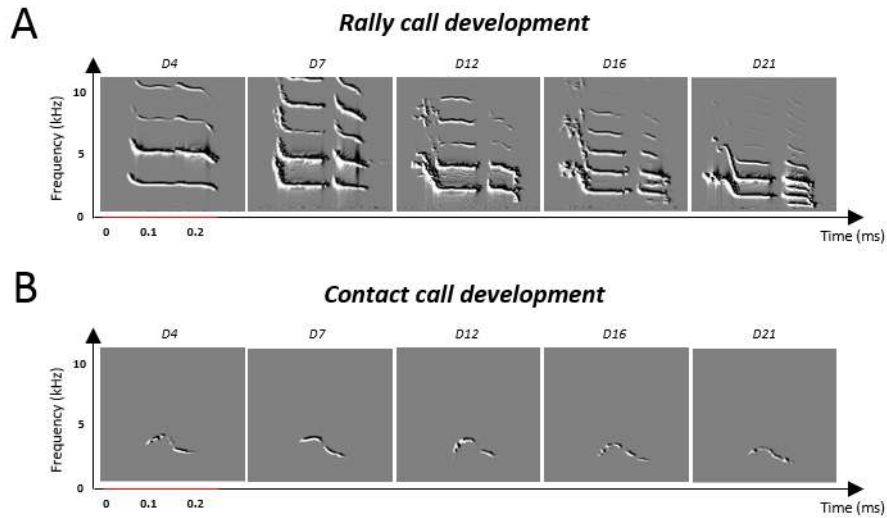 A
Rally call development
D4 D7 D12 D16 D21
Frequency (kHz)
10
5
0
0 0.1 0.2
Time (ms)
B
Contact call development
D4 D7 D12 D16 D21
Frequency (kHz)
10
5
0
0 0.1 0.2
Time (ms)